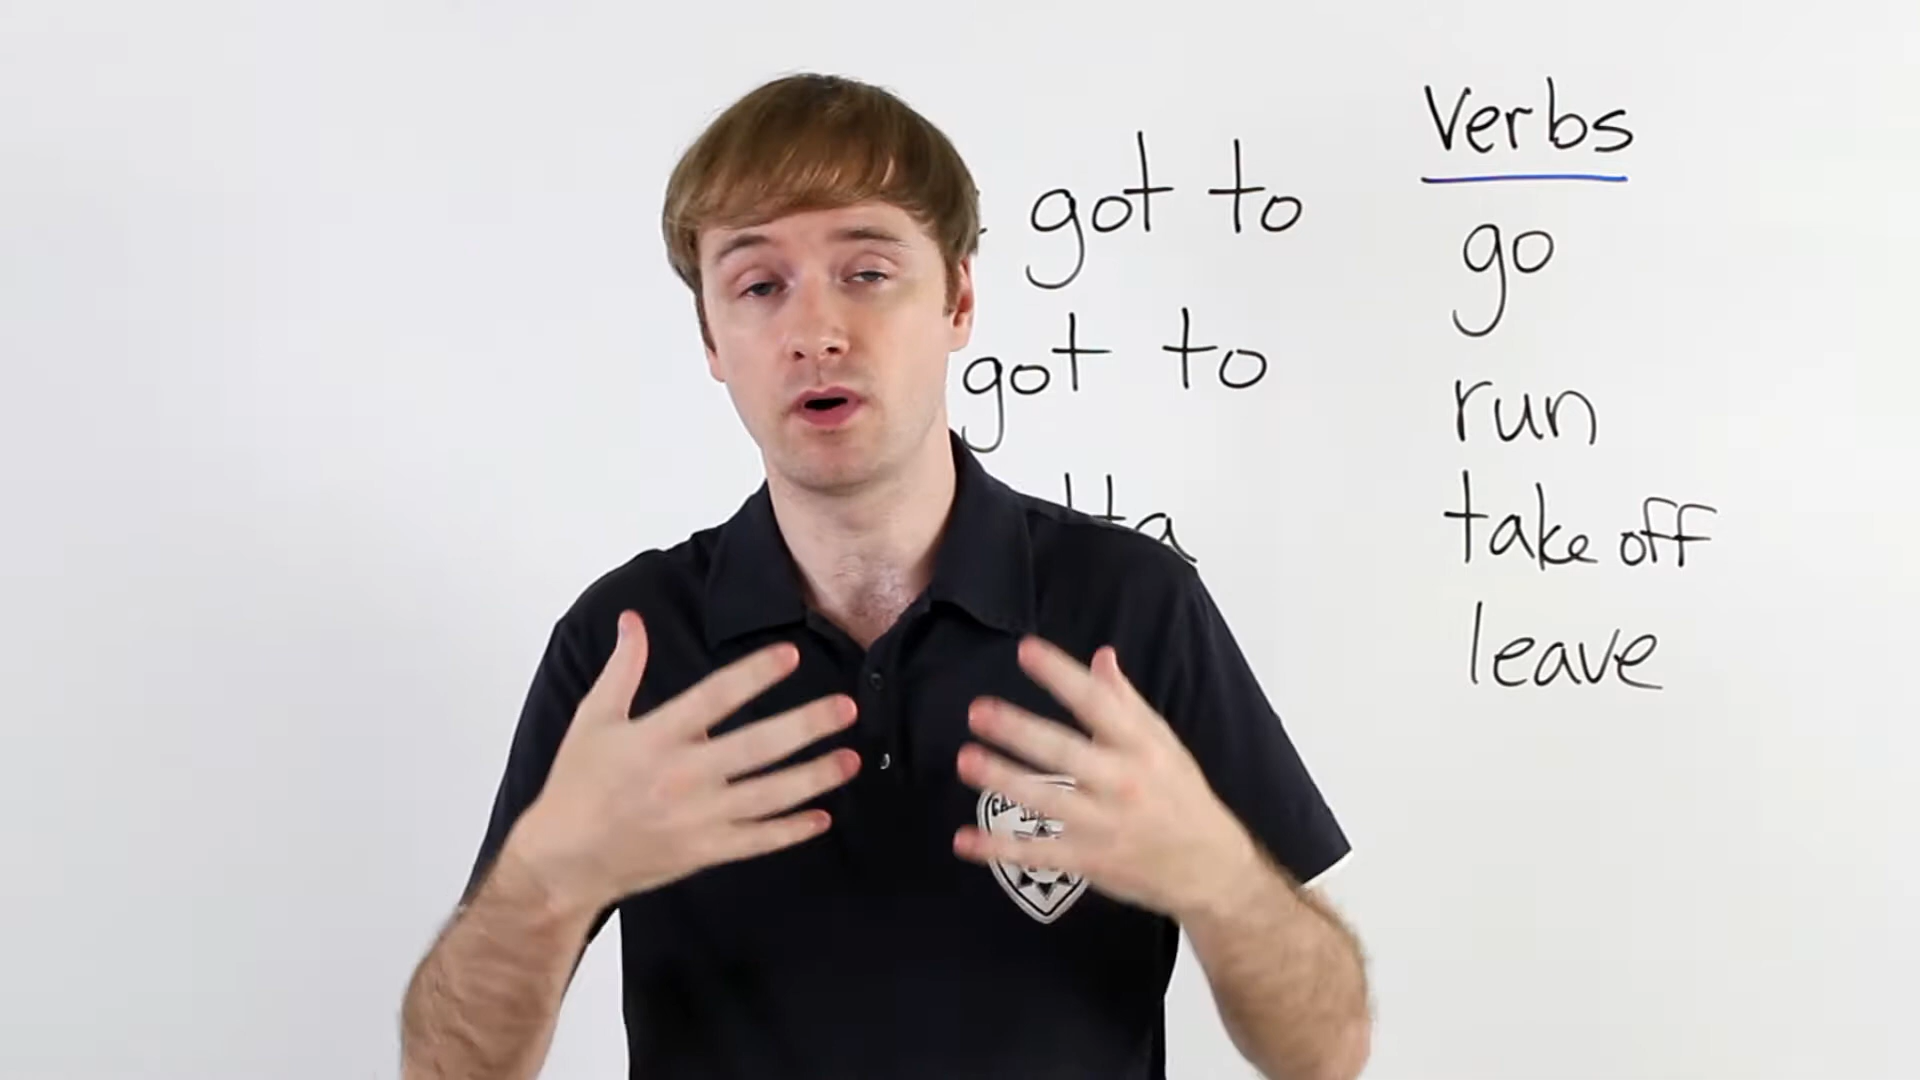 got to
got to
Verbs
go
run
take off
leave